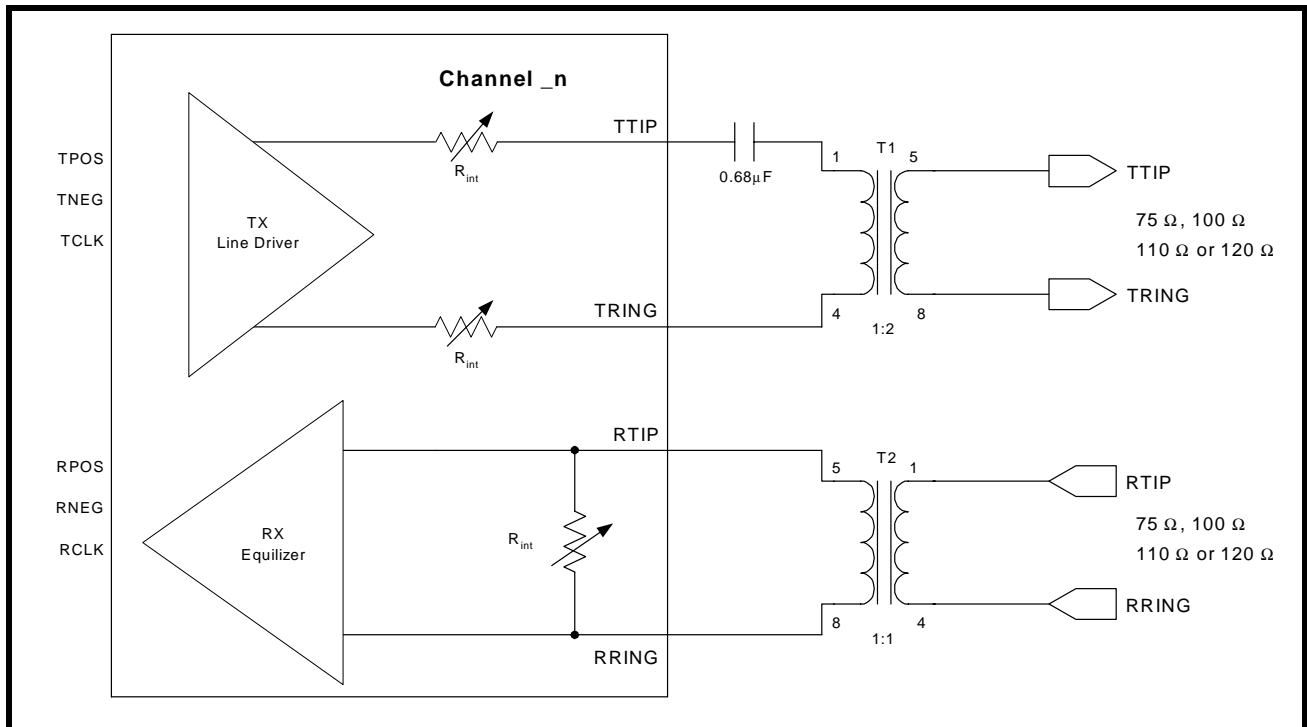 Channel _n
TPOS
TNEG
TCLK
TX
Line Driver
R int
R int
TTIP
TRING
0.68µF
T1
1
5
4
8
1:2
TTIP
75 Ω, 100 Ω
110 Ω or 120 Ω
TRING
RPOS
RNEG
RCLK
RX
Equilizer
R int
RTIP
RRING
T2
5
1
8
4
1:1
RTIP
75 Ω, 100 Ω
110 Ω or 120 Ω
RRING